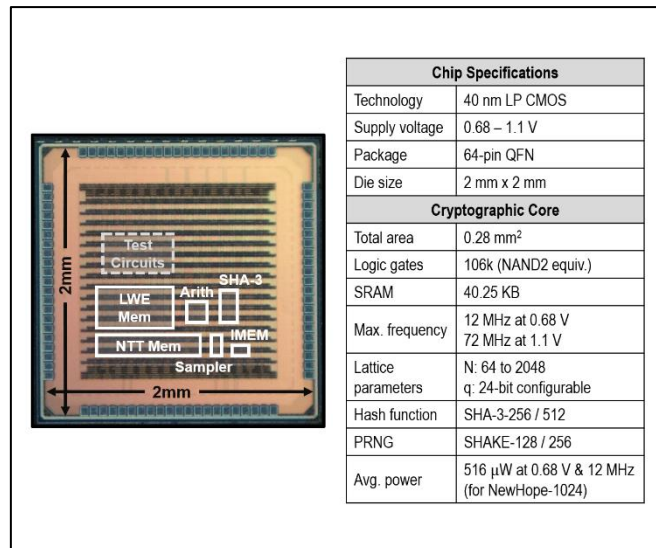 Test
Circuits
SHA-3
LWE
Mem
Arith
NTT Mem
IMEM
Sampler
2mm
2mm
Chip Specifications
Technology 40 nm LP CMOS
Supply voltage 0.68 – 1.1 V
Package 64-pin QFN
Die size 2 mm x 2 mm
Cryptographic Core
Total area 0.28 mm²
Logic gates 106k (NAND2 equiv.)
SRAM 40.25 KB
Max. frequency 12 MHz at 0.68 V
72 MHz at 1.1 V
Lattice
parameters N: 64 to 2048
q: 24-bit configurable
Hash function SHA-3-256 / 512
PRNG SHAKE-128 / 256
Avg. power 516 μW at 0.68 V & 12 MHz
(for NewHope-1024)